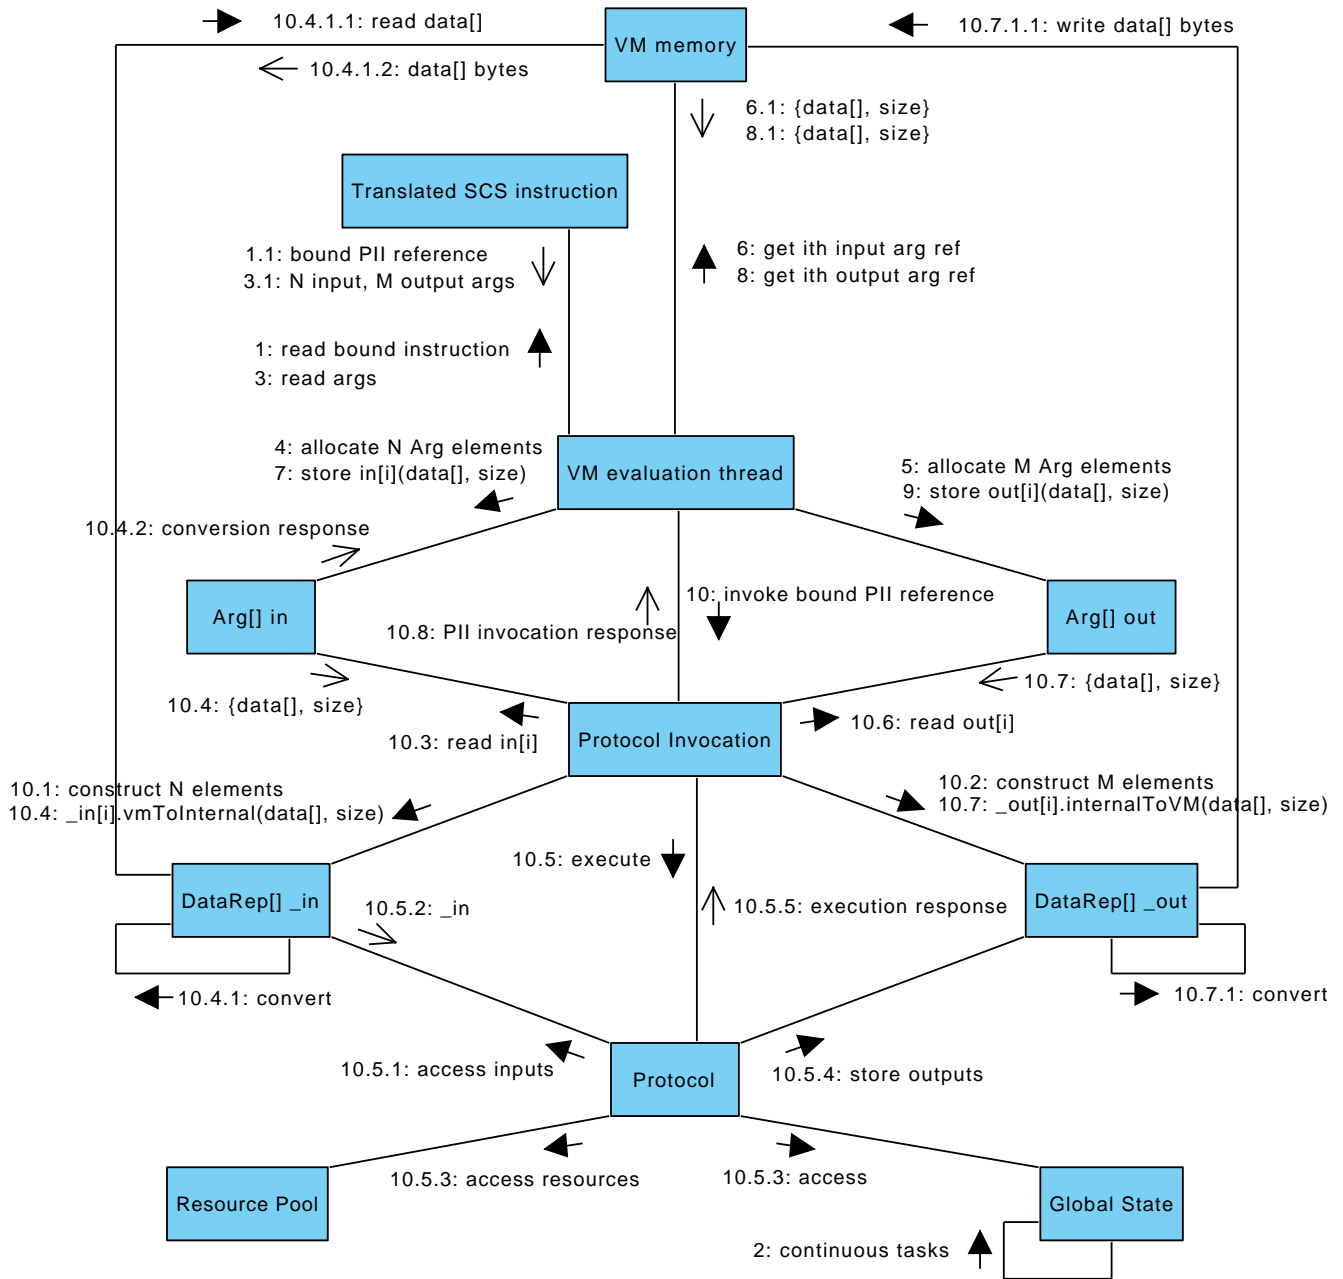 10.4.1.1: read data[]
VM memory
10.7.1.1: write data[] bytes
10.4.1.2: data[] bytes
6.1: {data[], size}
8.1: {data[], size}
Translated SCS instruction
1.1: bound PII reference
3.1: N input, M output args
6: get ith input arg ref
8: get ith output arg ref
1: read bound instruction
3: read args
4: allocate N Arg elements
7: store in[i](data[], size)
VM evaluation thread
5: allocate M Arg elements
9: store out[i](data[], size)
10.4.2: conversion response
Arg[] in
10: invoke bound PII reference
10.8: PII invocation response
Arg[] out
10.4: {data[], size}
10.7: {data[], size}
10.3: read in[i]
Protocol Invocation
10.6: read out[i]
10.1: construct N elements
10.4: _in[i].vmToInternal(data[], size)
10.2: construct M elements
10.7: _out[i].internalToVM(data[], size)
10.5: execute
DataRep[] _in
10.5.2: _in
10.5.5: execution response
DataRep[] _out
10.4.1: convert
10.7.1: convert
10.5.1: access inputs
Protocol
10.5.4: store outputs
10.5.3: access resources
10.5.3: access
Resource Pool
Global State
2: continuous tasks